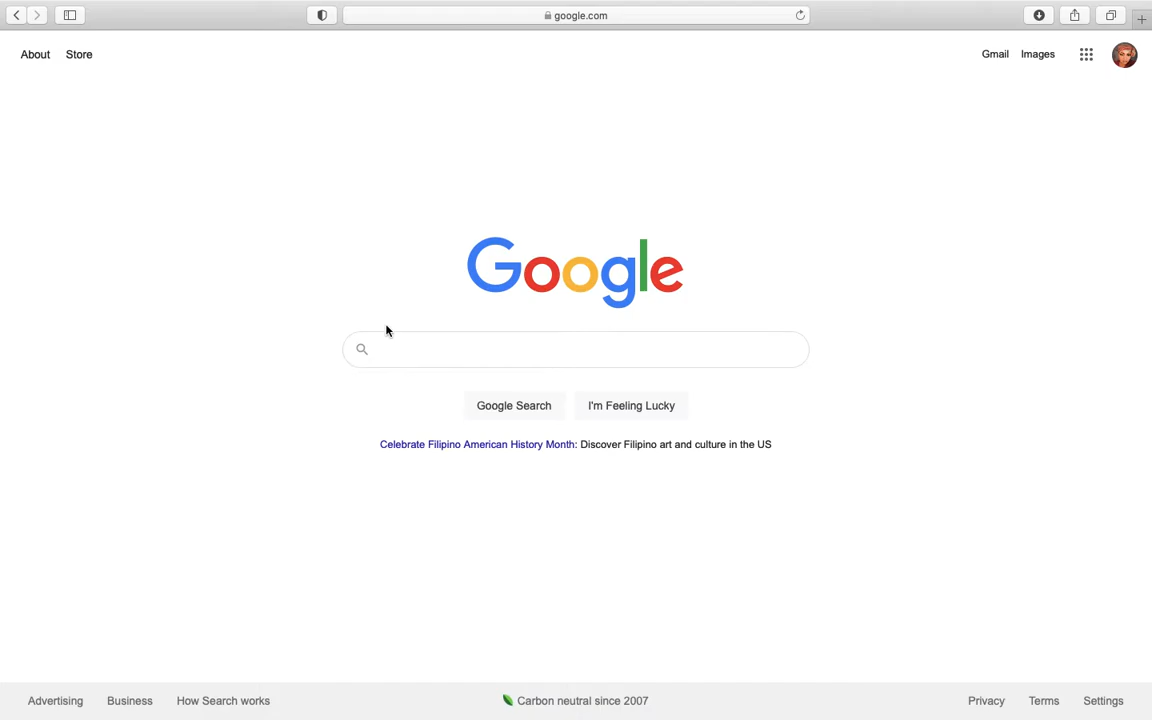 google.com
About Store
Gmail Images
Google
Google Search I'm Feeling Lucky
Celebrate Filipino American History Month: Discover Filipino art and culture in the US
Advertising Business How Search works
Carbon neutral since 2007
Privacy Terms Settings